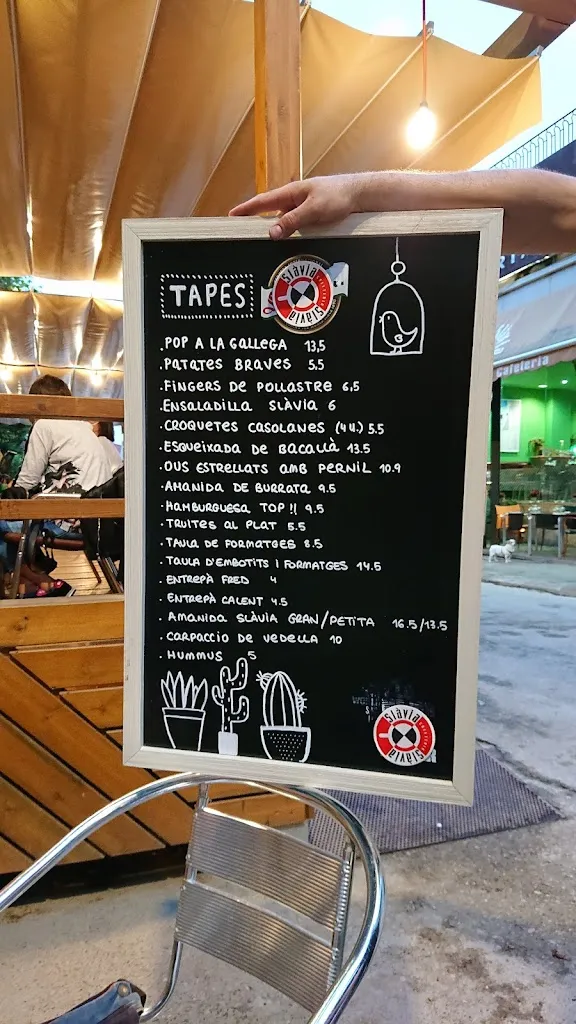 TAPES
Slàvia
Slàvia
.POP A LA GALLEGA 13,5
.PATATES BRAVES 5.5
.FINGERS DE POLLASTRE 6,5
.ENSALADILLA SLÀVIA 6
.CROQUETES CASOLANES (4 U.) 5.5
.ESQUEIXADA DE BACALLÀ 13.5
.OUS ESTRELLATS AMB PERNIL 10.9
.AMANIDA DE BURRATA 9.5
.HAMBURGUESA TOP!! 9.5
.TRUITES AL PLAT 5.5
.TAULA DE FORMATGES 8.5
.TAULA D'EMBOTITS I FORMATGES 14.5
.ENTREPÀ FRED 4
.ENTREPÀ CALENT 4.5
.AMANIDA SLÀVIA GRAN/PETITA 16.5/13.5
.CARPACCIO DE VEDELLA 10
.HUMMUS 5
Slàvia
Slàvia
Cafeteria